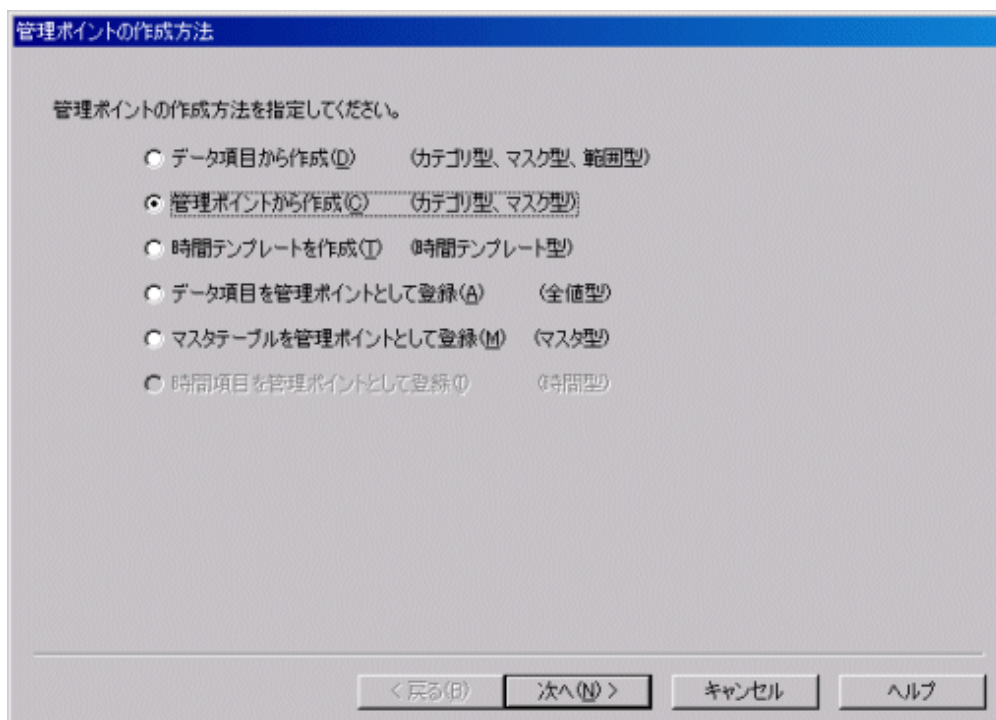 管理ポイントの作成方法
管理ポイントの作成方法を指定してください。
データ項目から作成(D) (カテゴリ型、マスク型、範囲型)
管理ポイントから作成(C) (カテゴリ型、マスク型)
時間テンプレートを作成(T) (時間テンプレート型)
データ項目を管理ポイントとして登録(A) (全値型)
マスタテーブルを管理ポイントとして登録(M) (マスタ型)
時間項目を管理ポイントとして登録(I) (時間型)
< 戻る(B) 次へ(N) > キャンセル ヘルプ